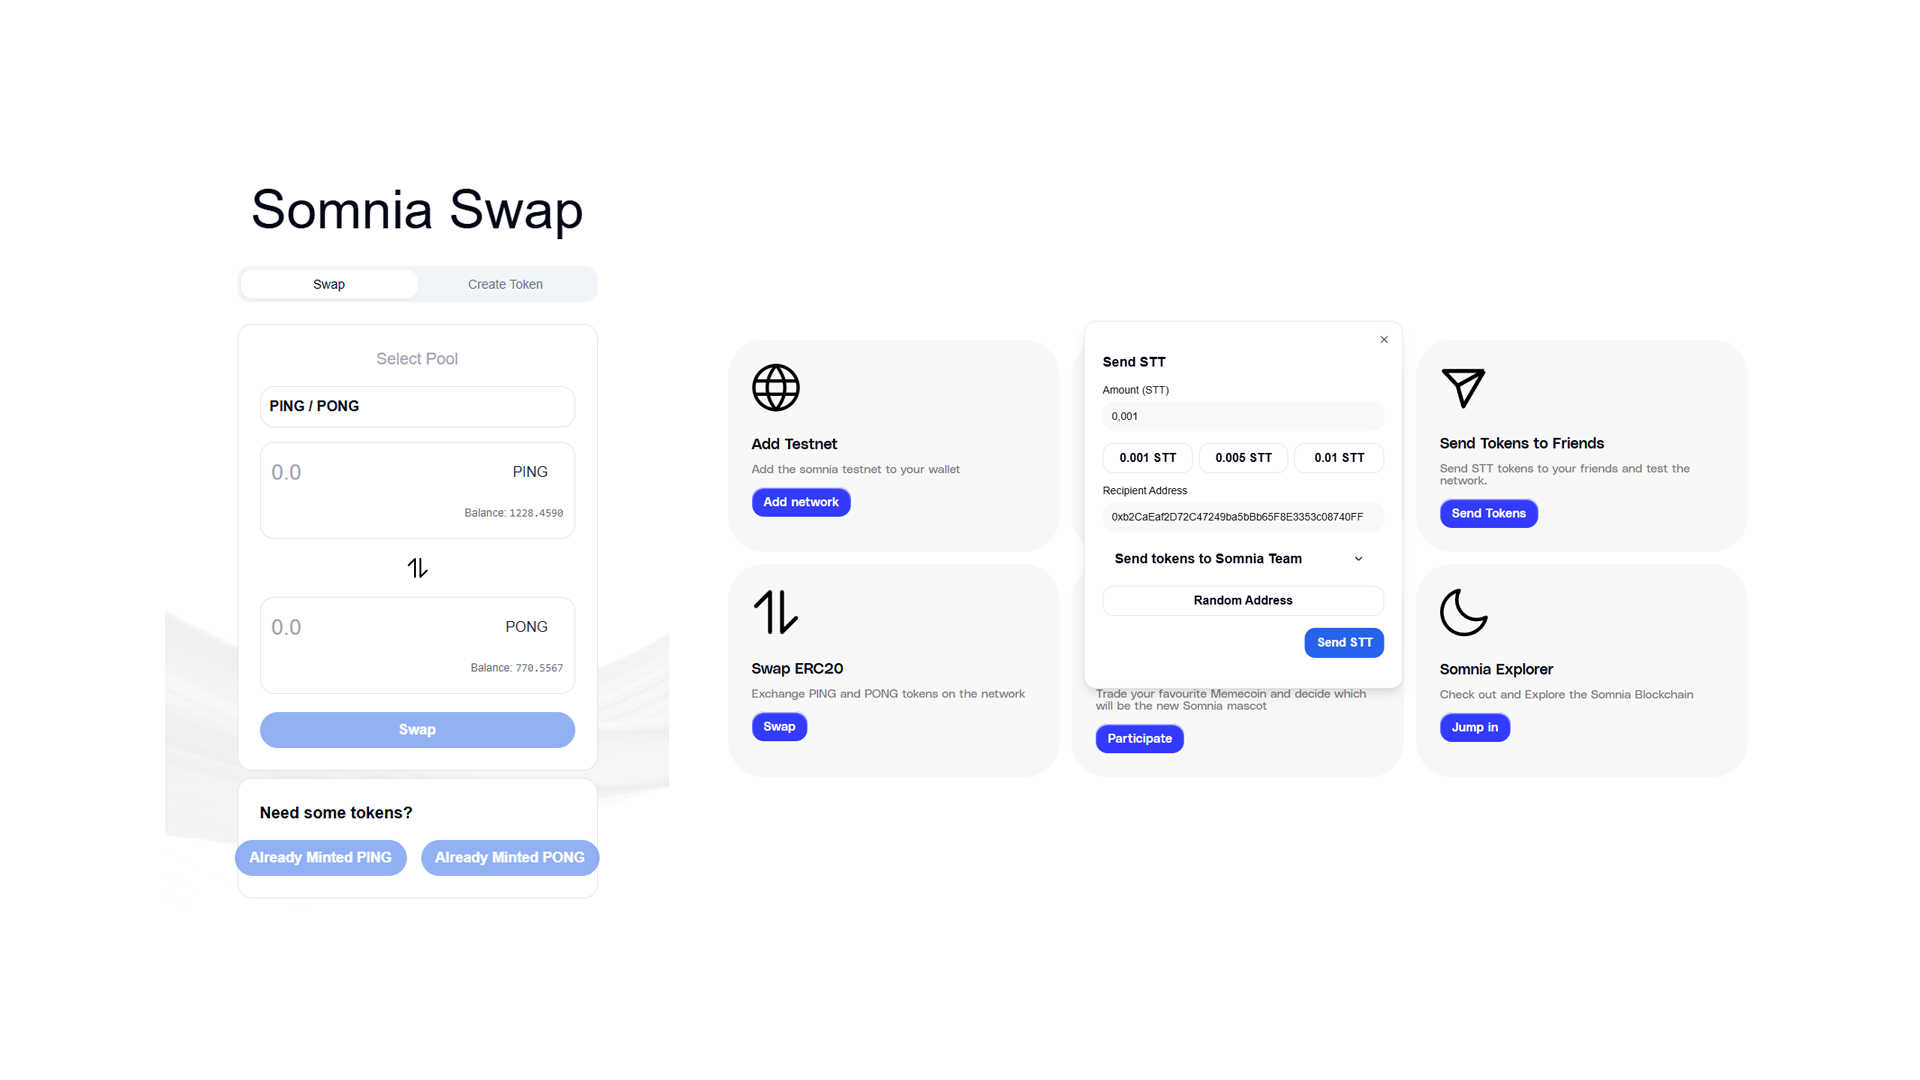 Somnia Swap
Swap
Create Token
Select Pool
PING / PONG
0.0
PING
Balance: 1228.4590
0.0
PONG
Balance: 770.5567
Swap
Need some tokens?
Already Minted PING
Already Minted PONG
Add Testnet
Add the somnia testnet to your wallet
Add network
Send STT
Amount (STT)
0,001
0.001 STT
0.005 STT
0.01 STT
Recipient Address
0xb2CaEaf2D72C47249ba5bBb65F8E3353c08740FF
Send tokens to Somnia Team
Random Address
Send STT
Send Tokens to Friends
Send STT tokens to your friends and test the
network.
Send Tokens
Swap ERC20
Exchange PING and PONG tokens on the network
Swap
Trade your favourite Memecoin and decide which
will be the new Somnia mascot
Participate
Somnia Explorer
Check out and Explore the Somnia Blockchain
Jump in